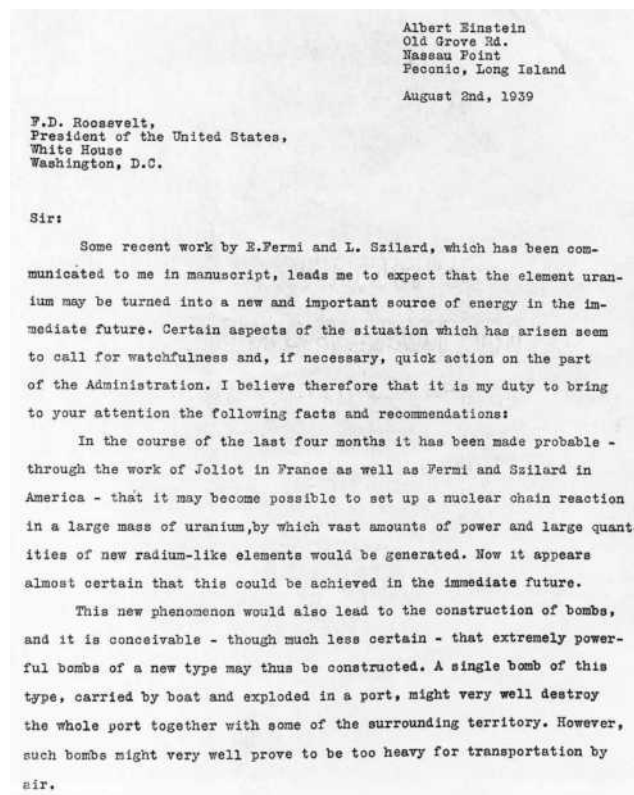 Albert Einstein
Old Grove Rd.
Nassau Point
Peconic, Long Island
August 2nd, 1939
F.D. Roosevelt,
President of the United States,
White House
Washington, D.C.
Sir:
Some recent work by E.Fermi and L. Szilard, which has been com-
municated to me in manuscript, leads me to expect that the element uran-
ium may be turned into a new and important source of energy in the im-
mediate future. Certain aspects of the situation which has arisen seem
to call for watchfulness and, if necessary, quick action on the part
of the Administration. I believe therefore that it is my duty to bring
to your attention the following facts and recommendations:
In the course of the last four months it has been made probable -
through the work of Joliot in France as well as Fermi and Szilard in
America - that it may become possible to set up a nuclear chain reaction
in a large mass of uranium,by which vast amounts of power and large quant-
ities of new radium-like elements would be generated. Now it appears
almost certain that this could be achieved in the immediate future.
This new phenomenon would also lead to the construction of bombs,
and it is conceivable - though much less certain - that extremely power-
ful bombs of a new type may thus be constructed. A single bomb of this
type, carried by boat and exploded in a port, might very well destroy
the whole port together with some of the surrounding territory. However,
such bombs might very well prove to be too heavy for transportation by
air.